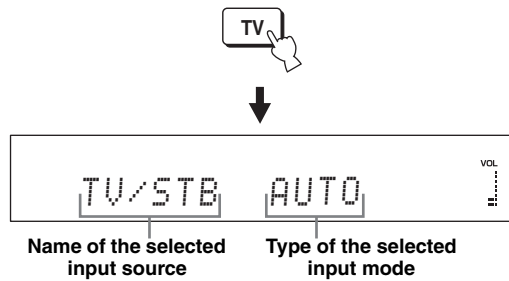 TV
VOL
TV/STB AUTO
Name of the selected Type of the selected
input source input mode